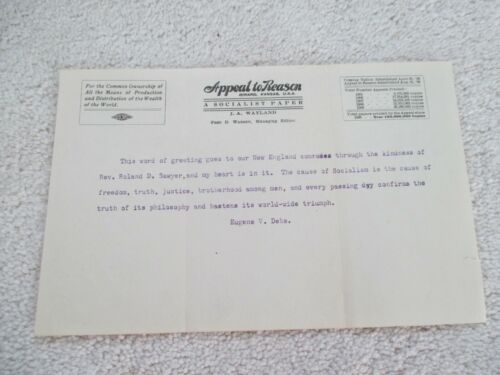 For the Common Ownership of
All the Means of Production
and Distribution of the Wealth
of the World.
Appeal to Reason
GIRARD, KANSAS, U.S.A.
A SOCIALIST PAPER
J. A. WAYLAND
Fred D. Warren, Managing Editor
This word of greeting goes to our New England comrades through the kindness of
Rev. Roland D. Sawyer,and my heart is in it. The cause of Socialism is the cause of
freedom, truth, justice, brotherhood among men, and every passing day confirms the
truth of its philosophy and hastens its world-wide triumph.
Eugene V. Debs.